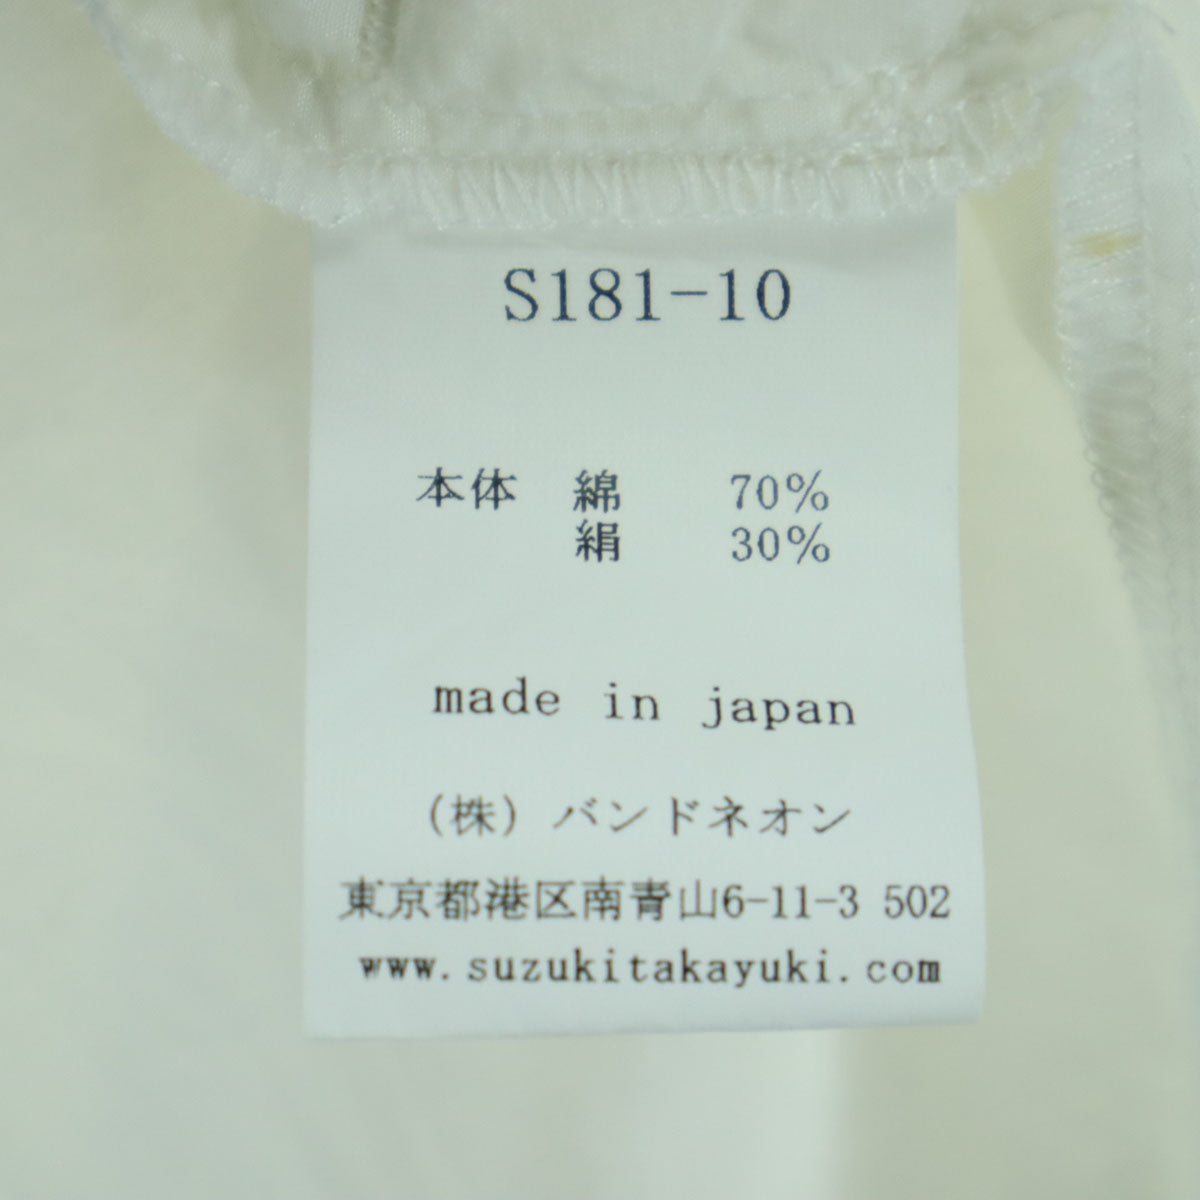 S181-10
本体 綿 70%
絹 30%
made in japan
(株) バンドネオン
東京都港区南青山6-11-3 502
www.suzukitakayuki.com